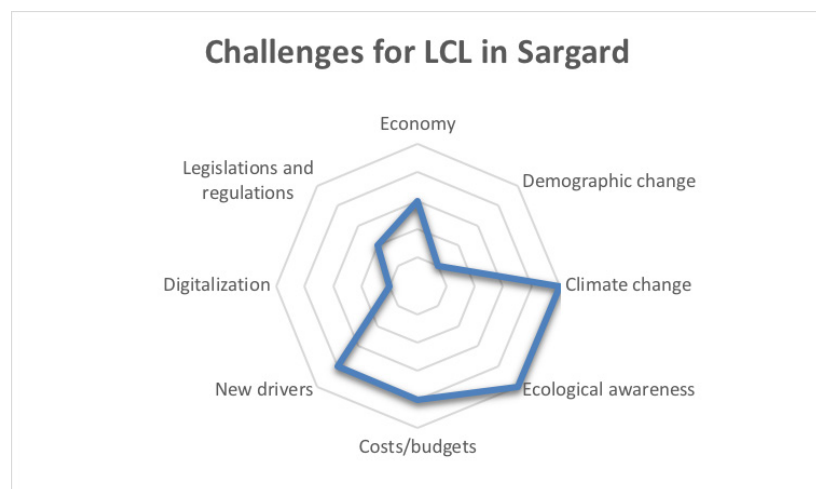 Challenges for LCL in Sargard
Economy
Legislations and
regulations
Demographic change
Digitalization
Climate change
New drivers
Ecological awareness
Costs/budgets